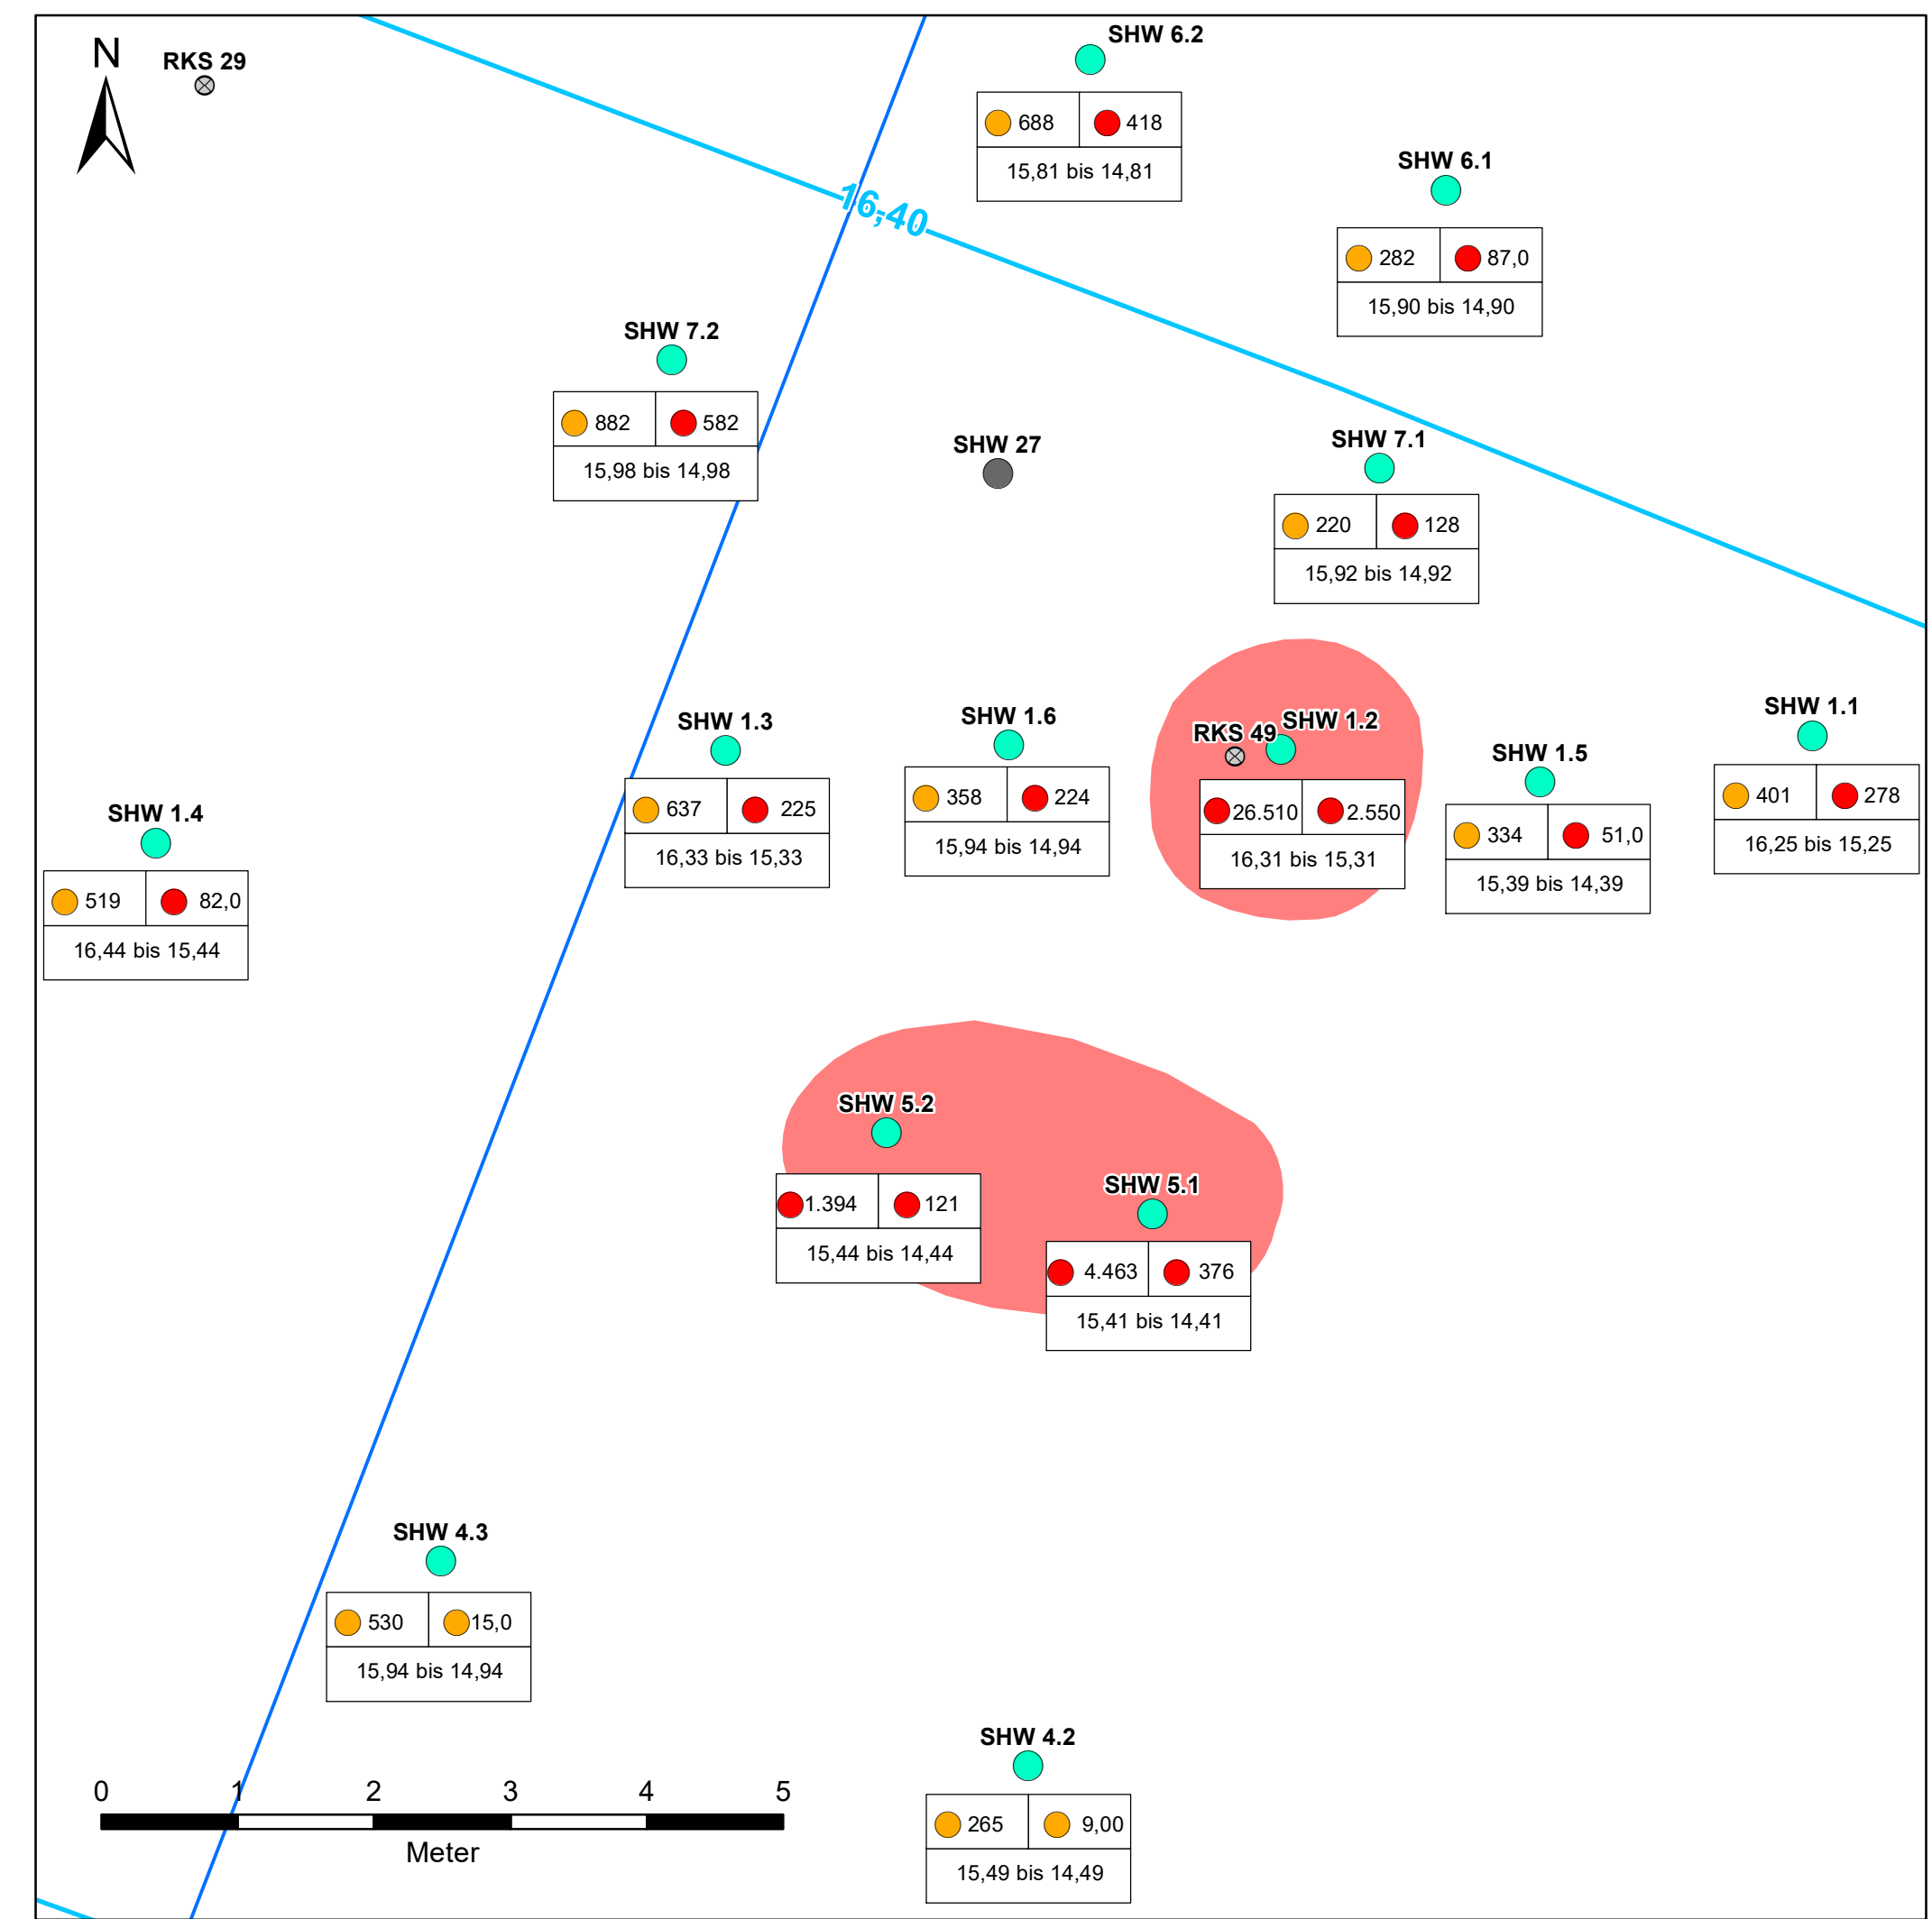 N
RKS 29
SHW 6.2
688 418
15,81 bis 14,81
SHW 6.1
282 87,0
15,90 bis 14,90
16,40
SHW 7.2
882 582
15,98 bis 14,98
SHW 27
SHW 7.1
220 128
15,92 bis 14,92
SHW 1.3
637 225
16,33 bis 15,33
SHW 1.6
358 224
15,94 bis 14,94
RKS 49
SHW 1.2
26.510 2.550
16,31 bis 15,31
SHW 1.5
334 51,0
15,39 bis 14,39
SHW 1.1
401 278
16,25 bis 15,25
SHW 1.4
519 82,0
16,44 bis 15,44
SHW 5.2
1.394 121
15,44 bis 14,44
SHW 5.1
4.463 376
15,41 bis 14,41
SHW 4.3
530 15,0
15,94 bis 14,94
SHW 4.2
265 9,00
15,49 bis 14,49
0 1 2 3 4 5
Meter